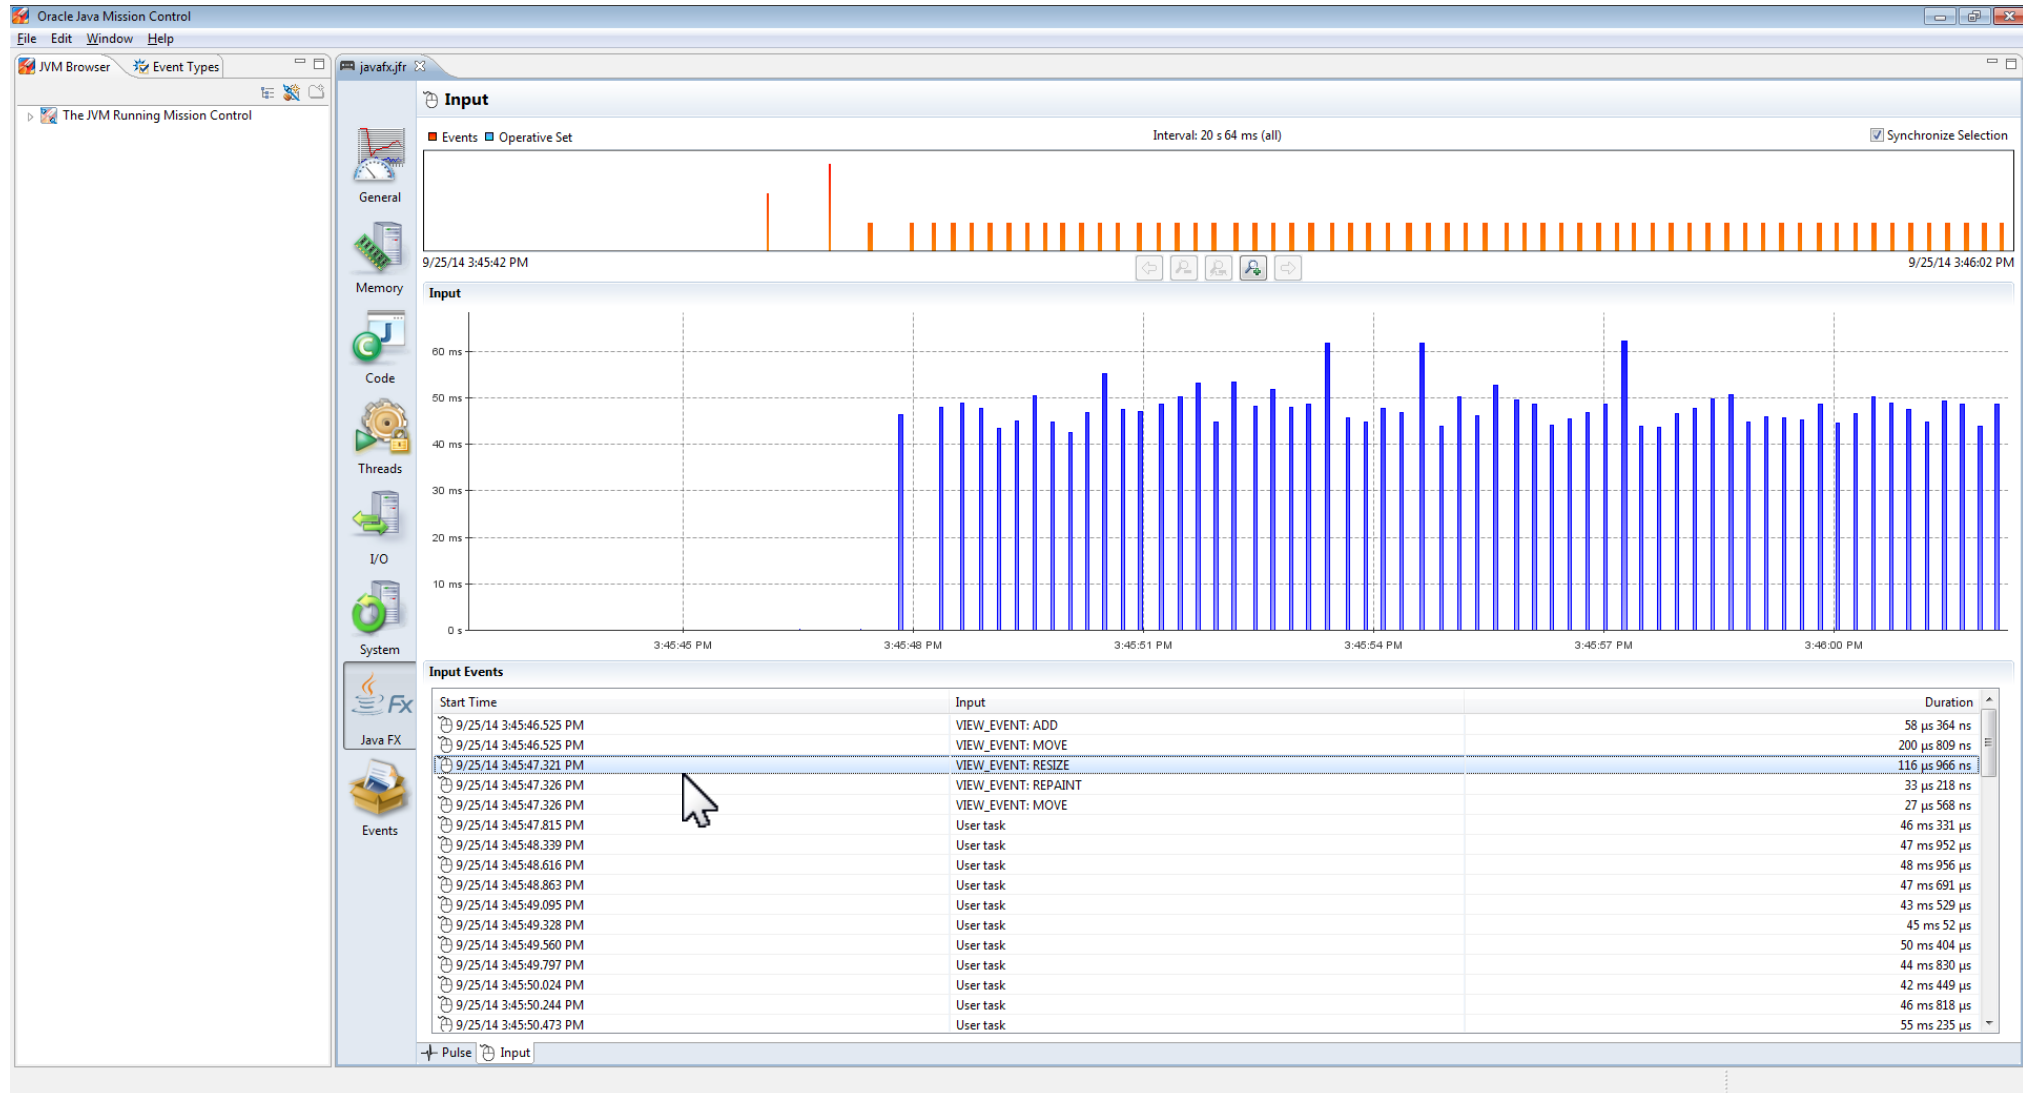 Oracle Java Mission Control
File Edit Window Help
JVM Browser Event Types
The JVM Running Mission Control
javafx.jfr
Input
Events Operative Set Interval: 20 s 64 ms (all) Synchronize Selection
9/25/14 3:45:42 PM 9/25/14 3:46:02 PM
General
Memory
Code
Threads
I/O
System
Fx
Java FX
Events
Input
60 ms
50 ms
40 ms
30 ms
20 ms
10 ms
0 s
3:45:45 PM 3:45:48 PM 3:45:51 PM 3:45:54 PM 3:45:57 PM 3:46:00 PM
Input Events
Start Time Input Duration
9/25/14 3:45:46.525 PM VIEW_EVENT: ADD 58 µs 364 ns
9/25/14 3:45:46.525 PM VIEW_EVENT: MOVE 200 µs 809 ns
9/25/14 3:45:47.321 PM VIEW_EVENT: RESIZE 116 µs 966 ns
9/25/14 3:45:47.326 PM VIEW_EVENT: REPAINT 33 µs 218 ns
9/25/14 3:45:47.326 PM VIEW_EVENT: MOVE 27 µs 568 ns
9/25/14 3:45:47.815 PM User task 46 ms 331 µs
9/25/14 3:45:48.339 PM User task 47 ms 952 µs
9/25/14 3:45:48.616 PM User task 48 ms 956 µs
9/25/14 3:45:48.863 PM User task 47 ms 691 µs
9/25/14 3:45:49.095 PM User task 43 ms 529 µs
9/25/14 3:45:49.328 PM User task 45 ms 52 µs
9/25/14 3:45:49.560 PM User task 50 ms 404 µs
9/25/14 3:45:49.797 PM User task 44 ms 830 µs
9/25/14 3:45:50.024 PM User task 42 ms 449 µs
9/25/14 3:45:50.244 PM User task 46 ms 818 µs
9/25/14 3:45:50.473 PM User task 55 ms 235 µs
Pulse Input